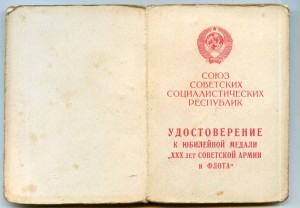 СОЮЗ
СОВЕТСКИХ
СОЦИАЛИСТИЧЕСКИХ
РЕСПУБЛИК
УДОСТОВЕРЕНИЕ
К ЮБИЛЕЙНОЙ МЕДАЛИ
„XXX ЛЕТ СОВЕТСКОЙ АРМИИ
И ФЛОТА“